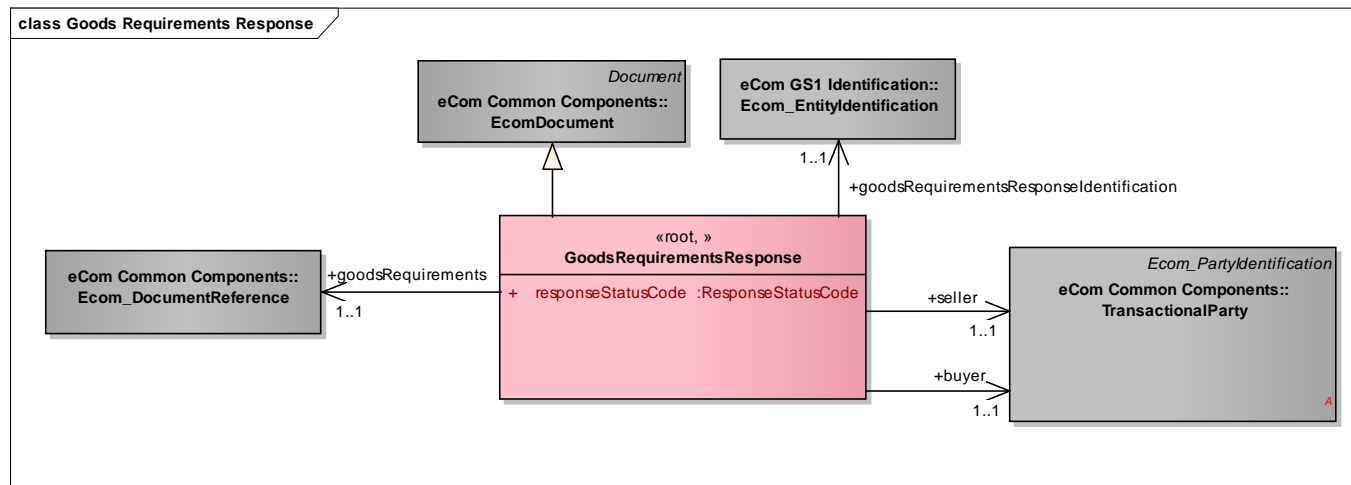 class Goods Requirements Response
Document
eCom Common Components::
EcomDocument
eCom GS1 Identification::
Ecom_EntityIdentification
1..1
+goodsRequirementsResponseIdentification
«root, »
GoodsRequirementsResponse
+ responseStatusCode :ResponseStatusCode
eCom Common Components::
Ecom_DocumentReference
+goodsRequirements
1..1
Ecom_PartyIdentification
eCom Common Components::
TransactionalParty
A
+seller
1..1
+buyer
1..1